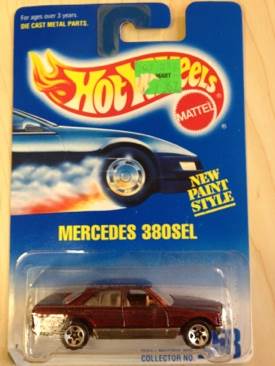 For ages over 3 years.
DIE CAST METAL PARTS.
Hot Wheels
MATTEL
NEW
PAINT
STYLE
MERCEDES 380SEL
COLLECTOR NO.